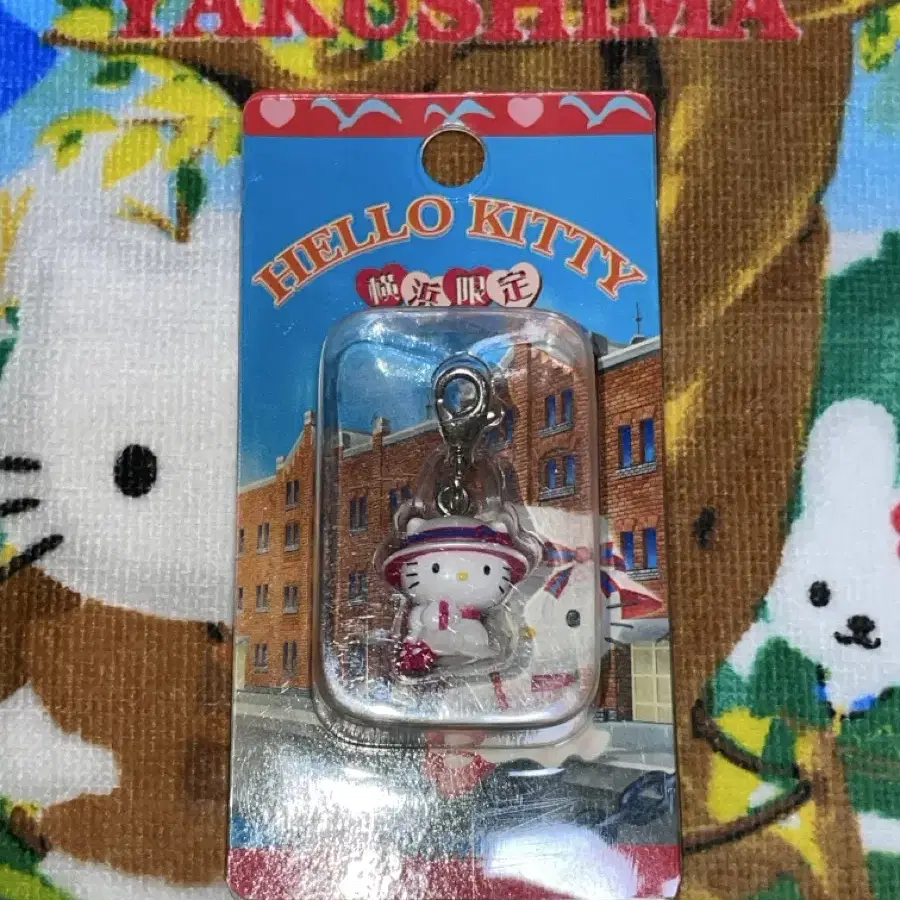 YAKUSHIMA
HELLO KITTY
横浜限定